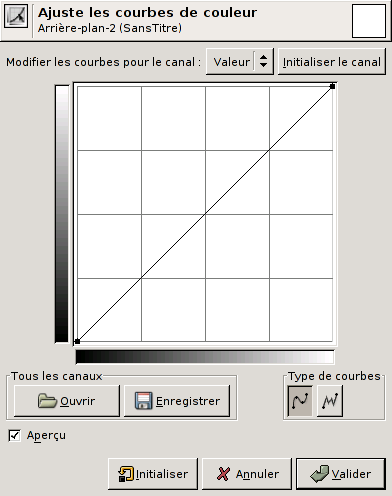 Ajuste les courbes de couleur
Arrière-plan-2 (SansTitre)
Modifier les courbes pour le canal : Valeur Initialiser le canal
Tous les canaux Type de courbes
Ouvrir Enregistrer
Aperçu
Initialiser Annuler Valider